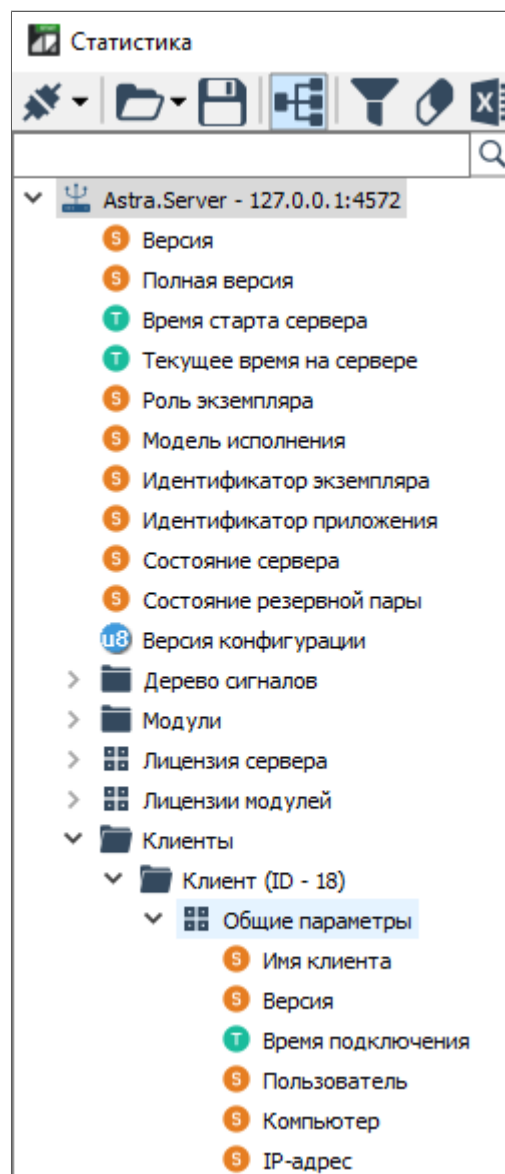 Статистика
Astra.Server - 127.0.0.1:4572
S Версия
S Полная версия
T Время старта сервера
T Текущее время на сервере
S Роль экземпляра
S Модель исполнения
S Идентификатор экземпляра
S Идентификатор приложения
S Состояние сервера
S Состояние резервной пары
u8 Версия конфигурации
Дерево сигналов
Модули
Лицензия сервера
Лицензии модулей
Клиенты
Клиент (ID - 18)
Общие параметры
S Имя клиента
S Версия
T Время подключения
S Пользователь
S Компьютер
S IP-адрес